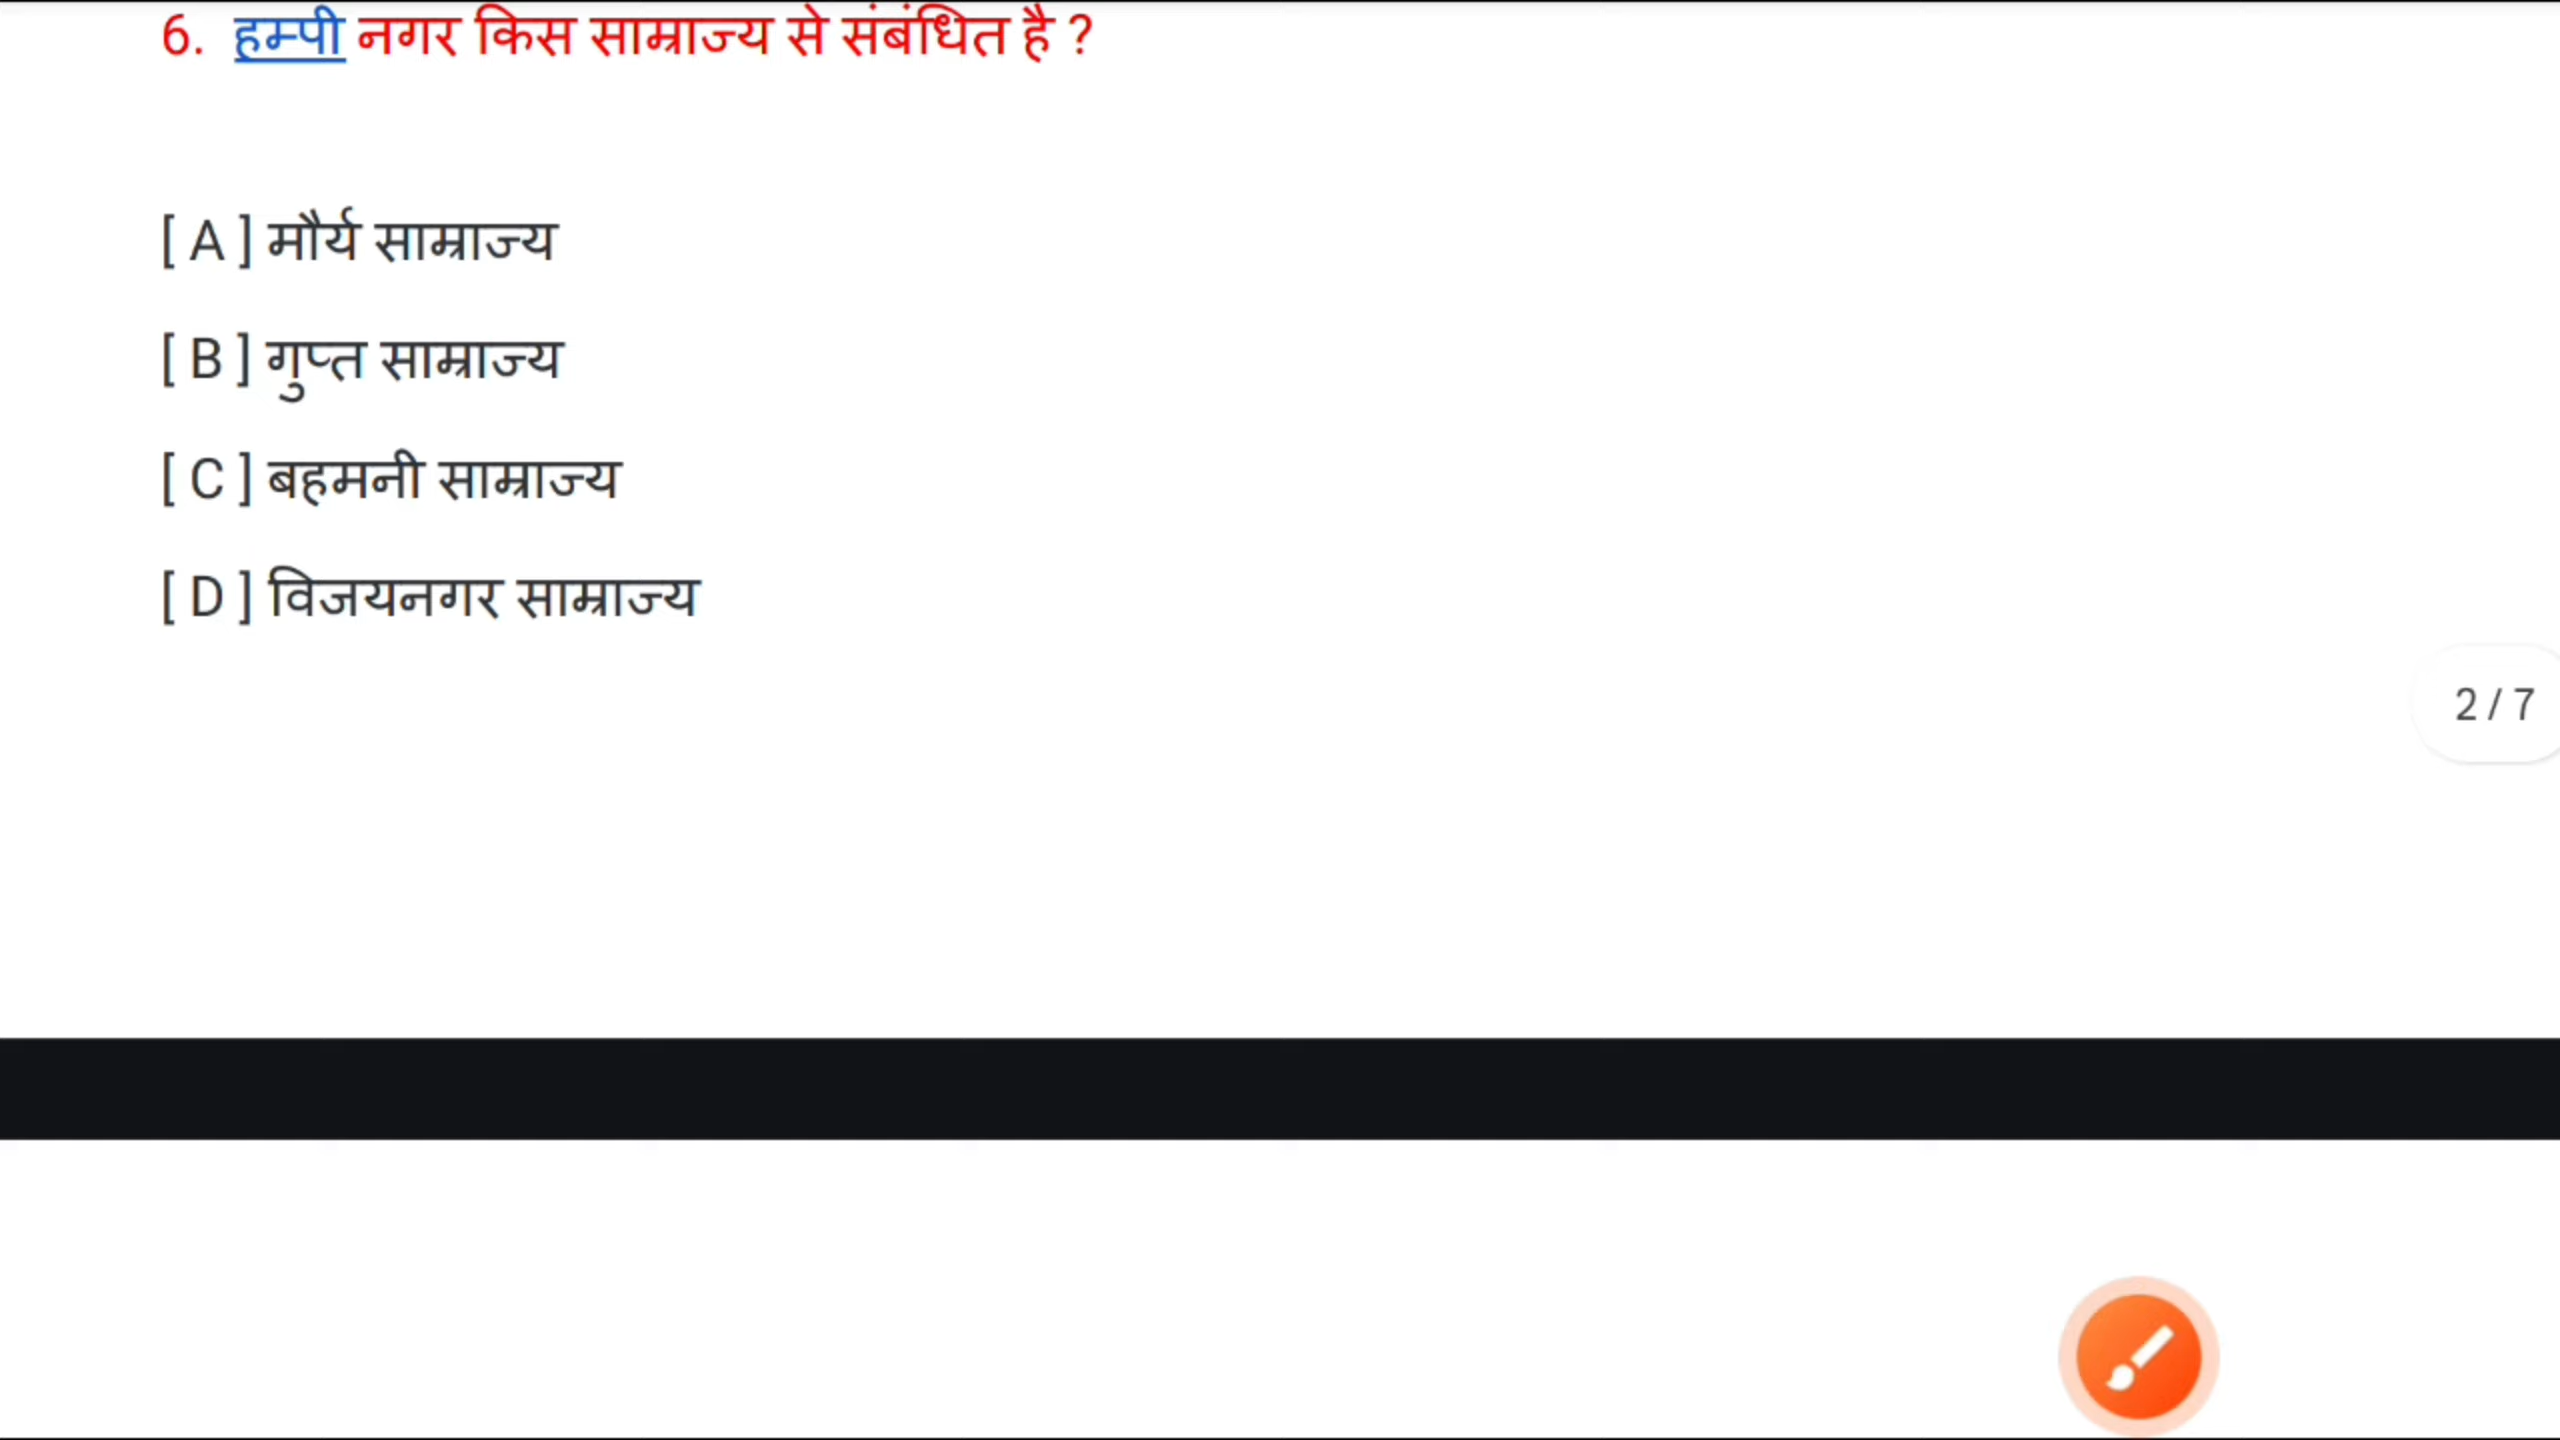 6. हम्पी नगर किस साम्राज्य से संबंधित है ?
[ A ] मौर्य साम्राज्य
[ B ] गुप्त साम्राज्य
[ C ] बहमनी साम्राज्य
[ D ] विजयनगर साम्राज्य
2 / 7